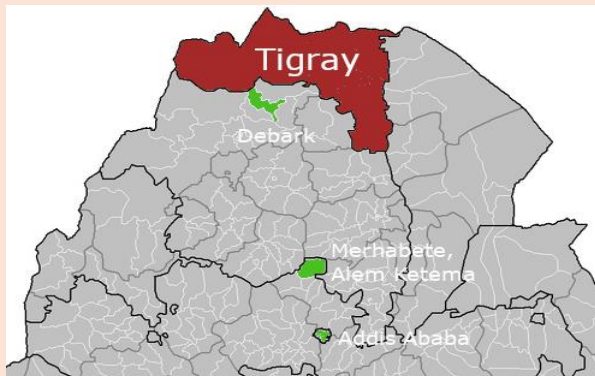 Tigray
Debark
Merhabete,
Alem Ketema
Addis Ababa